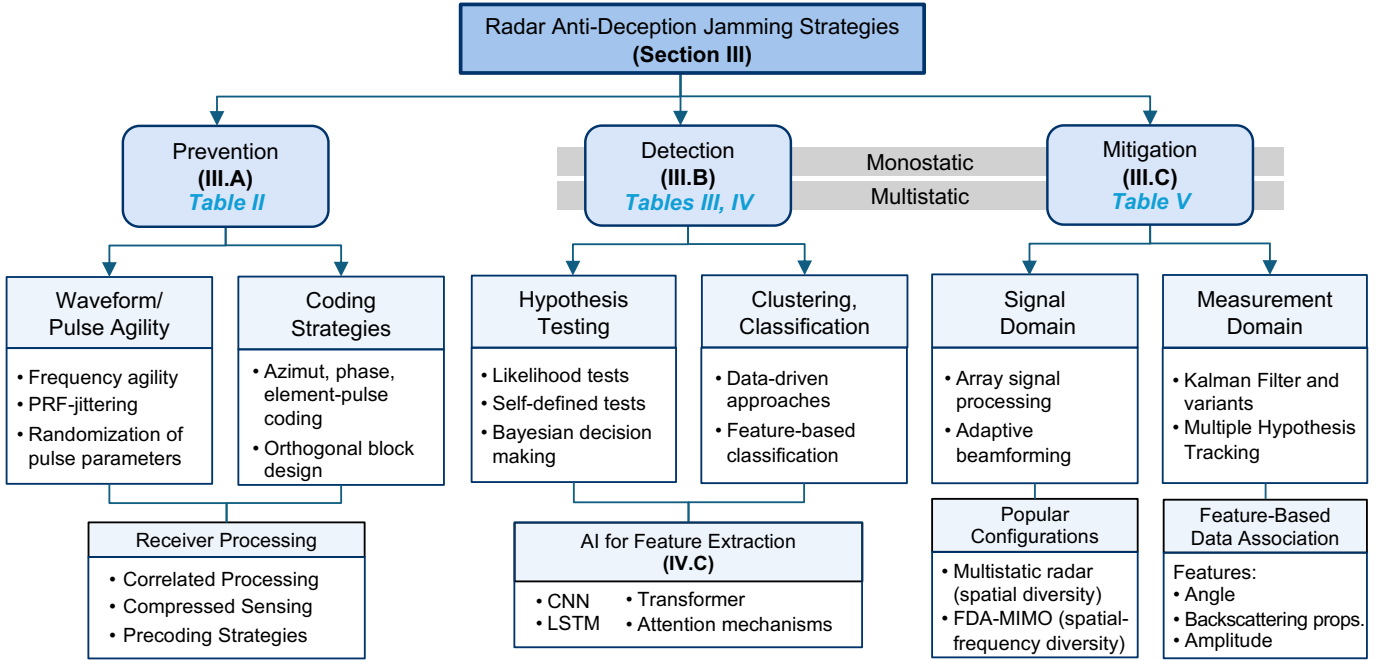 Radar Anti-Deception Jamming Strategies
(Section III)
Prevention
(III.A)
Table II
Detection
(III.B)
Tables III, IV
Monostatic
Multistatic
Mitigation
(III.C)
Table V
Waveform/
Pulse Agility
• Frequency agility
• PRF-jittering
• Randomization of
pulse parameters
Coding
Strategies
• Azimut, phase,
element-pulse
coding
• Orthogonal block
design
Receiver Processing
• Correlated Processing
• Compressed Sensing
• Precoding Strategies
Hypothesis
Testing
• Likelihood tests
• Self-defined tests
• Bayesian decision
making
Clustering,
Classification
• Data-driven
approaches
• Feature-based
classification
AI for Feature Extraction
(IV.C)
• CNN
• LSTM
• Transformer
• Attention mechanisms
Signal
Domain
• Array signal
processing
• Adaptive
beamforming
Popular
Configurations
• Multistatic radar
(spatial diversity)
• FDA-MIMO (spatial-
frequency diversity)
Measurement
Domain
• Kalman Filter and
variants
• Multiple Hypothesis
Tracking
Feature-Based
Data Association
Features:
• Angle
• Backscattering props.
• Amplitude